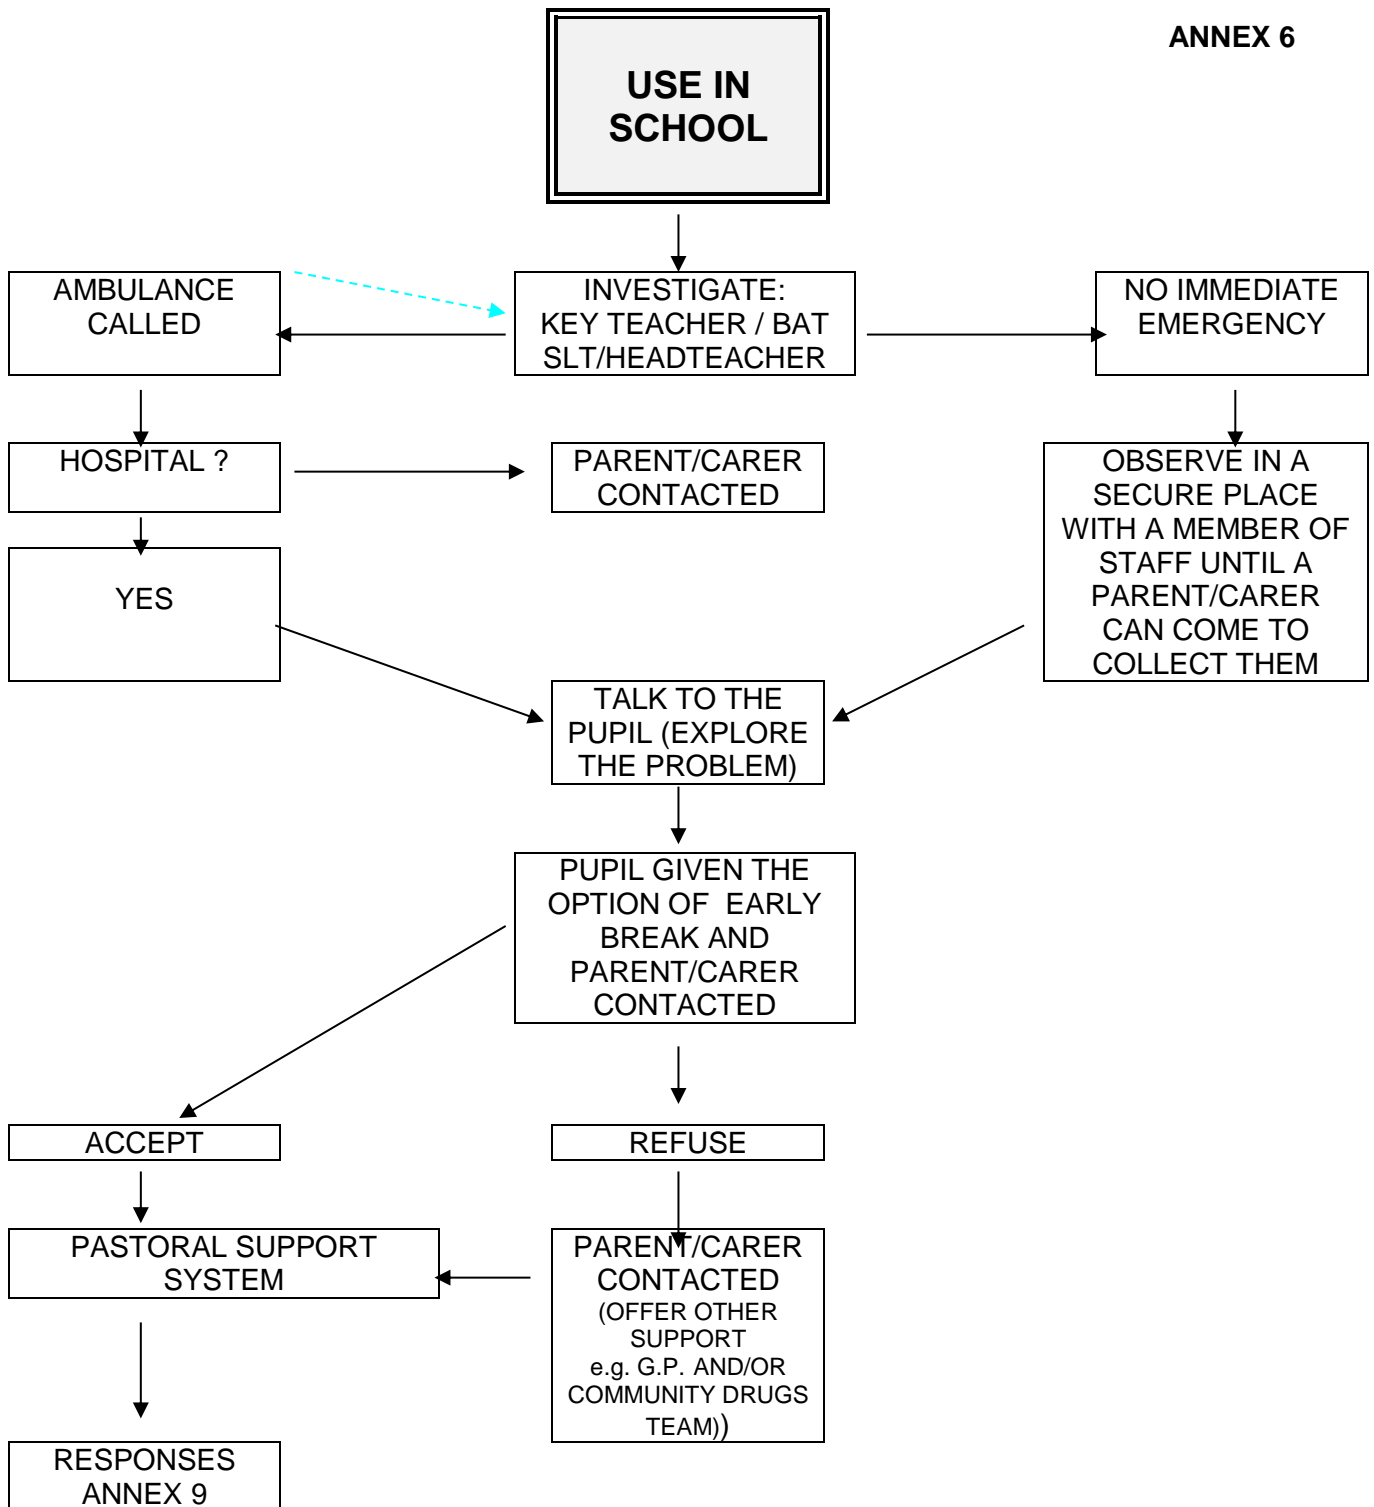 ANNEX 6
USE IN
SCHOOL
AMBULANCE
CALLED
INVESTIGATE:
KEY TEACHER / BAT
SLT/HEADTEACHER
NO IMMEDIATE
EMERGENCY
HOSPITAL ?
PARENT/CARER
CONTACTED
OBSERVE IN A
SECURE PLACE
WITH A MEMBER OF
STAFF UNTIL A
PARENT/CARER
CAN COME TO
COLLECT THEM
YES
TALK TO THE
PUPIL (EXPLORE
THE PROBLEM)
PUPIL GIVEN THE
OPTION OF  EARLY
BREAK AND
PARENT/CARER
CONTACTED
ACCEPT
REFUSE
PASTORAL SUPPORT
SYSTEM
PARENT/CARER
CONTACTED
(OFFER OTHER
SUPPORT
e.g. G.P. AND/OR
COMMUNITY DRUGS
TEAM))
RESPONSES
ANNEX 9